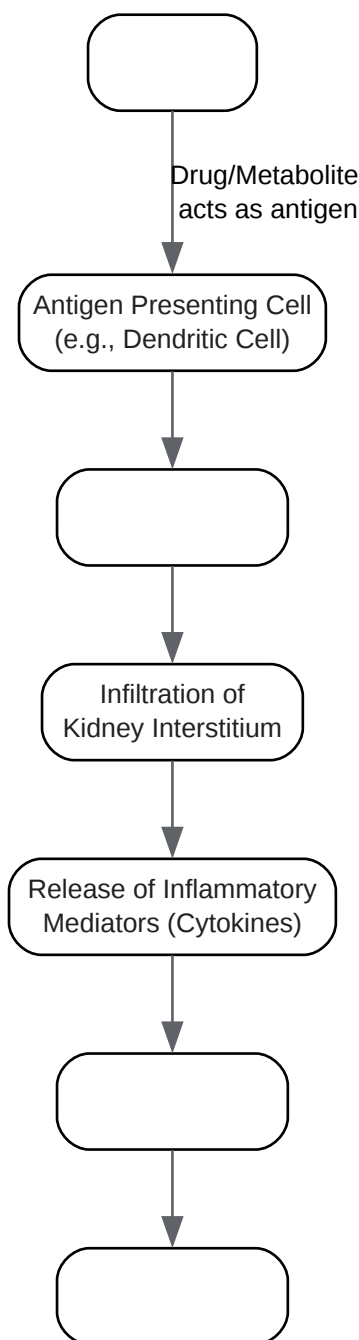 Drug/Metabolite
acts as antigen
Antigen Presenting Cell
(e.g., Dendritic Cell)
Infiltration of
Kidney Interstitium
Release of Inflammatory
Mediators (Cytokines)